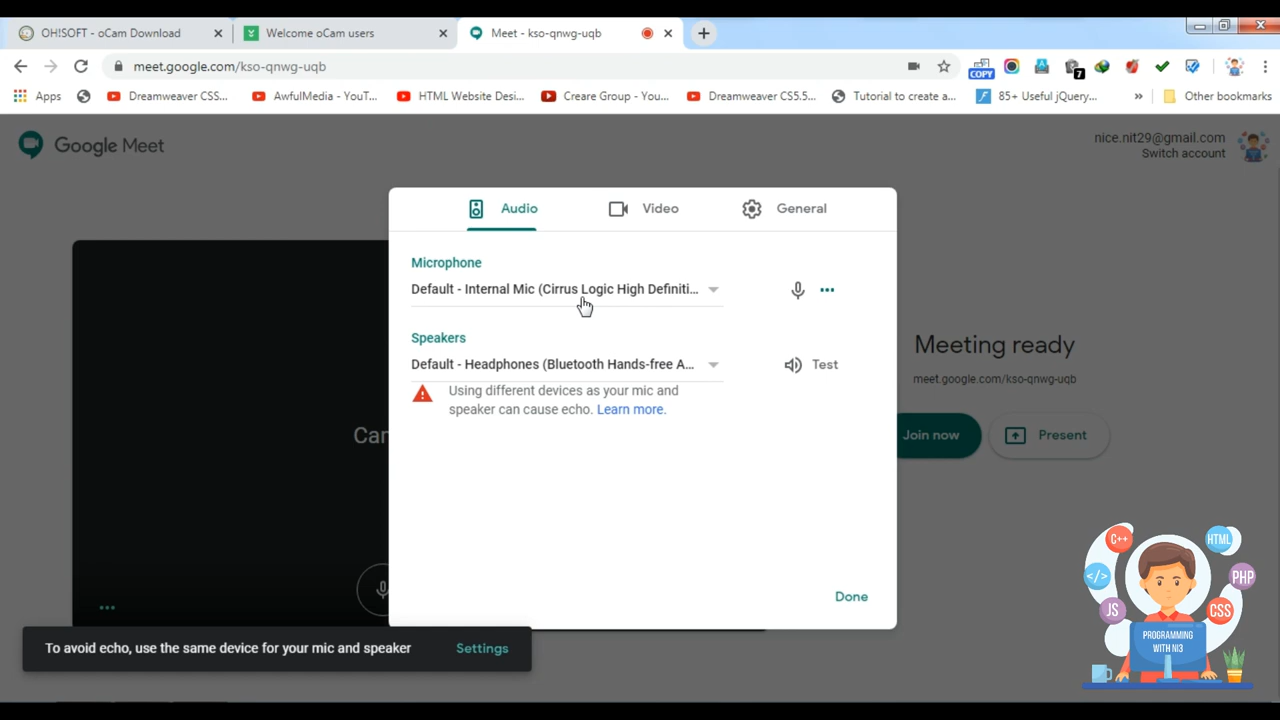 OH!SOFT - oCam Download
Welcome oCam users
Meet - kso-qnwg-uqb
meet.google.com/kso-qnwg-uqb
COPY
7
Apps
Dreamweaver CSS...
AwfulMedia - YouT...
HTML Website Desi...
Creare Group - You...
Dreamweaver CS5.5...
Tutorial to create a...
85+ Useful jQuery...
»
Other bookmarks
Google Meet
nice.nit29@gmail.com
Switch account
Audio
Video
General
Microphone
Default - Internal Mic (Cirrus Logic High Definiti...
Speakers
Default - Headphones (Bluetooth Hands-free A...
Test
Using different devices as your mic and
speaker can cause echo. Learn more.
Meeting ready
meet.google.com/kso-qnwg-uqb
Join now
Present
Can
Done
To avoid echo, use the same device for your mic and speaker
Settings
C++
HTML
</>
PHP
JS
CSS
PROGRAMMING
WITH NI3